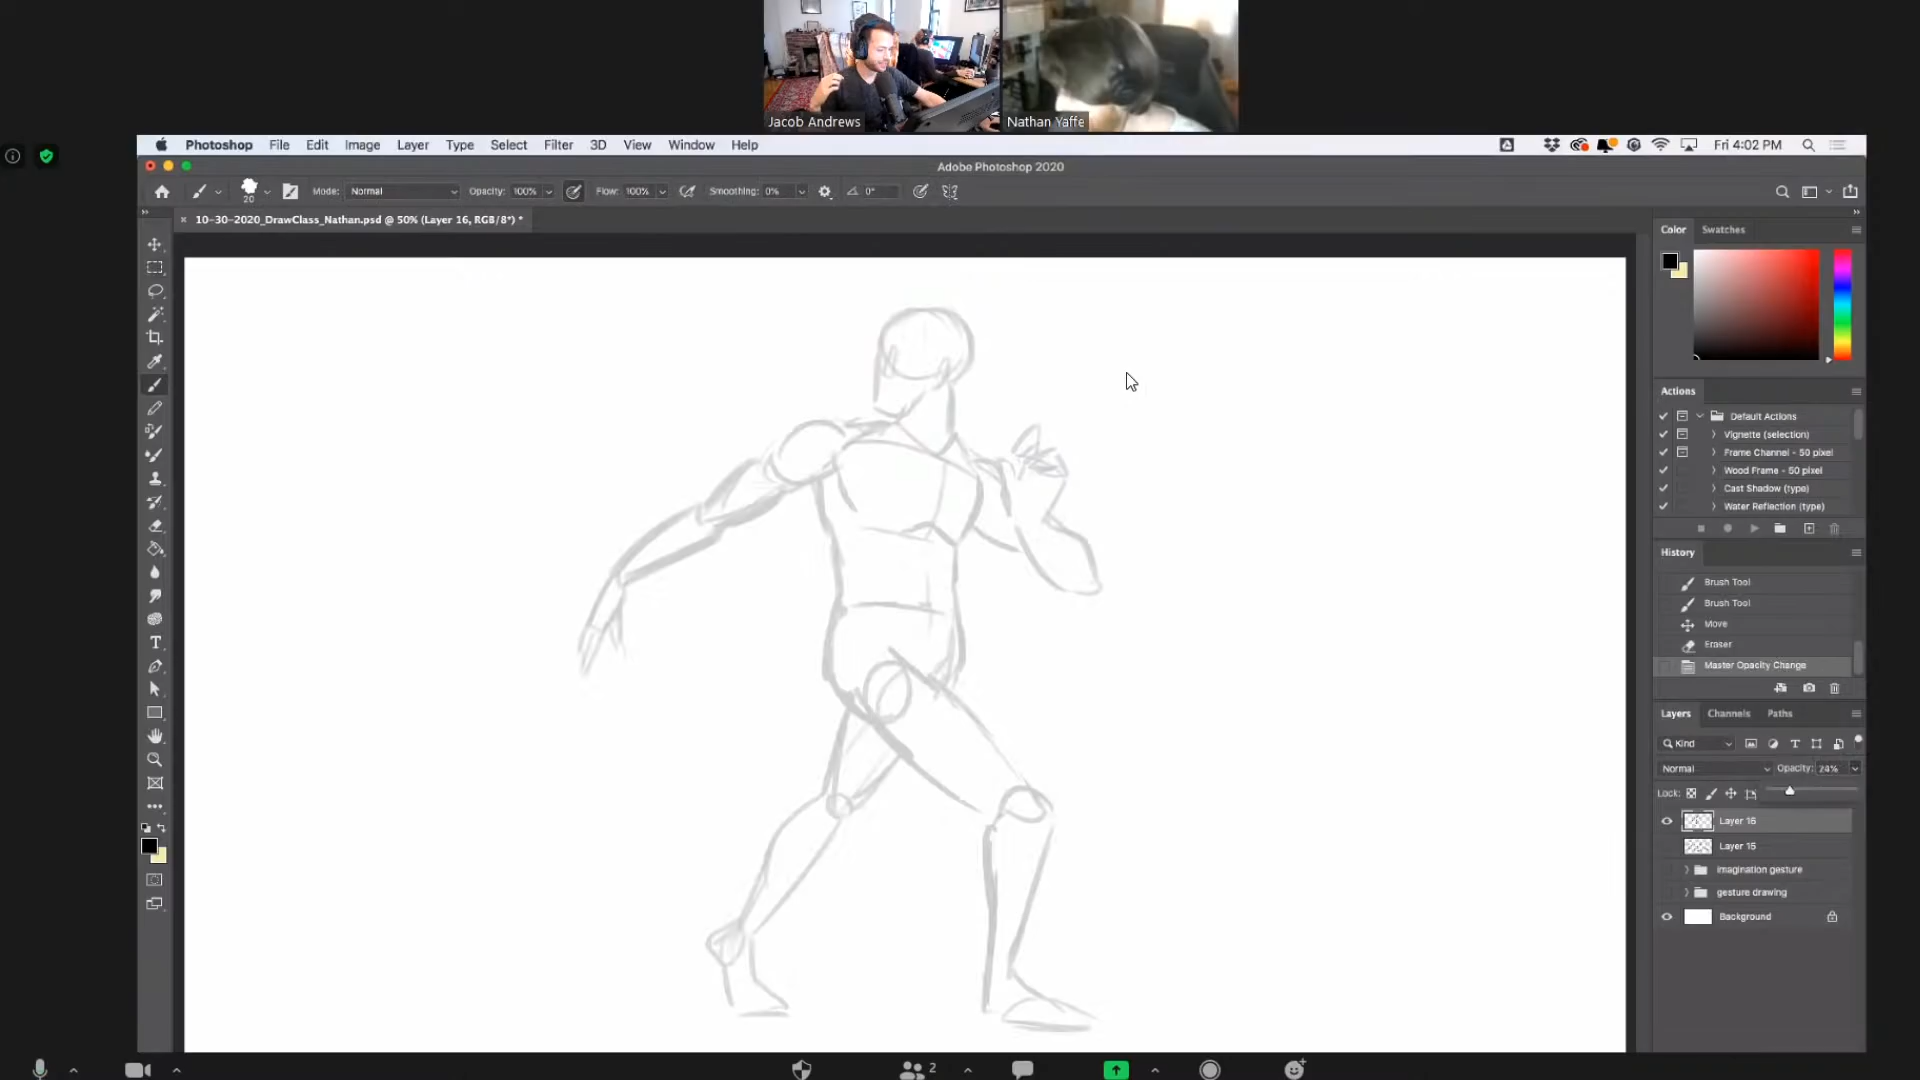 Jacob Andrews
Nathan Yaffe
Photoshop File Edit Image Layer Type Select Filter 3D View Window Help
Fri 4:02 PM
Adobe Photoshop 2020
20
Mode: Normal
Opacity: 100%
Flow: 100%
Smoothing: 0%
0°
10-30-2020_DrawClass_Nathan.psd @ 50% (Layer 16, RGB/8*) *
Color Swatches
Actions
Default Actions
Vignette (selection)
Frame Channel - 50 pixel
Wood Frame - 50 pixel
Cast Shadow (type)
Water Reflection (type)
History
Brush Tool
Brush Tool
Move
Eraser
Master Opacity Change
Layers Channels Paths
Kind
Normal Opacity: 24%
Lock:
Layer 16
Layer 15
imagination gesture
gesture drawing
Background
2